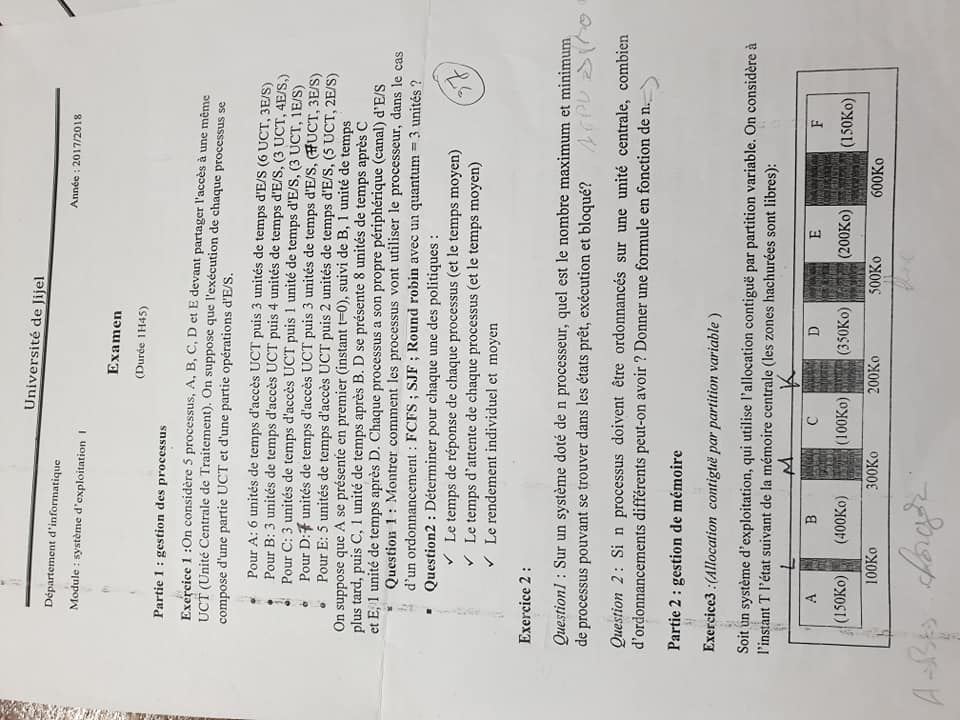 Université de Jijel
Département d'informatique
Module : système d'exploitation 1
Année : 2017/2018
Examen
(Durée 1H45)
Partie 1 : gestion des processus
Exercice 1 :On considère 5 processus, A, B, C, D et E devant partager l'accès à une même
UCT (Unité Centrale de Traitement). On suppose que l'exécution de chaque processus se
compose d'une partie UCT et d'une partie opérations d'E/S.
• Pour A: 6 unités de temps d'accès UCT puis 3 unités de temps d'E/S (6 UCT, 3E/S)
• Pour B: 3 unités de temps d'accès UCT puis 4 unités de temps d'E/S (3 UCT, 4E/S,)
• Pour C: 3 unités de temps d'accès UCT puis 1 unité de temps d'E/S, (3 UCT, 1E/S)
• Pour D: 7 unités de temps d'accès UCT puis 3 unités de temps d'E/S, (7 UCT, 3E/S)
• Pour E: 5 unités de temps d'accès UCT puis 2 unités de temps d'E/S, (5 UCT, 2E/S)
On suppose que A se présente en premier (instant t=0), suivi de B, 1 unité de temps
plus tard, puis C, 1 unité de temps après B. D se présente 8 unités de temps après C
et E, 1 unité de temps après D. Chaque processus a son propre périphérique (canal) d'E/S
▪ Question 1 : Montrer comment les processus vont utiliser le processeur, dans le cas
d'un ordonnancement : FCFS ; SJF ; Round robin avec un quantum = 3 unités ?
▪ Question2 : Déterminer pour chaque une des politiques :
✓ Le temps de réponse de chaque processus (et le temps moyen)
✓ Le temps d'attente de chaque processus (et le temps moyen)
✓ Le rendement individuel et moyen
Exercice 2 :
Question1 : Sur un système doté de n processeur, quel est le nombre maximum et minimum
de processus pouvant se trouver dans les états prêt, exécution et bloqué?
Question 2 : Si n processus doivent être ordonnancés sur une unité centrale, combien
d'ordonnancements différents peut-on avoir ? Donner une formule en fonction de n. =>
Partie 2 : gestion de mémoire
Exercice3 :(Allocation contiguë par partition variable )
Soit un système d'exploitation, qui utilise l'allocation contiguë par partition variable. On considère à
l'instant T l'état suivant de la mémoire centrale (les zones hachurées sont libres):
L M K
A B C D E F
(150Ko) (400Ko) (100Ko) (350Ko) (200Ko) (150Ko)
100Ko 300Ko 200Ko 500Ko 600Ko